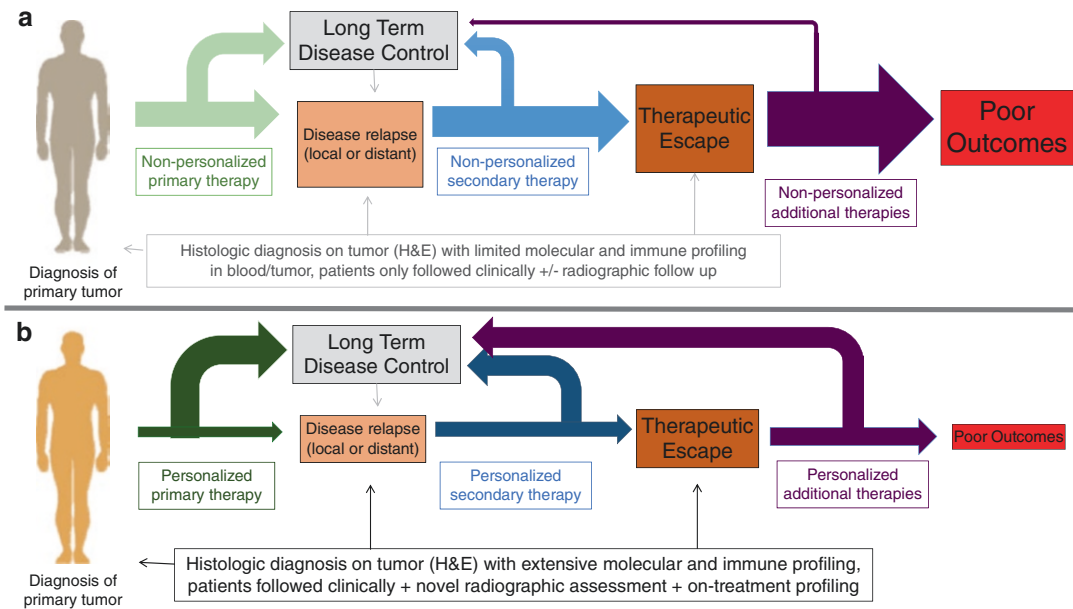 a
Long Term
Disease Control
Disease relapse
(local or distant)
Therapeutic
Escape
Poor
Outcomes
Non-personalized
primary therapy
Non-personalized
secondary therapy
Non-personalized
additional therapies
Histologic diagnosis on tumor (H&E) with limited molecular and immune profiling
in blood/tumor, patients only followed clinically +/- radiographic follow up
Diagnosis of
primary tumor
b
Long Term
Disease Control
Disease relapse
(local or distant)
Therapeutic
Escape
Poor Outcomes
Personalized
primary therapy
Personalized
secondary therapy
Personalized
additional therapies
Histologic diagnosis on tumor (H&E) with extensive molecular and immune profiling,
patients followed clinically + novel radiographic assessment + on-treatment profiling
Diagnosis of
primary tumor